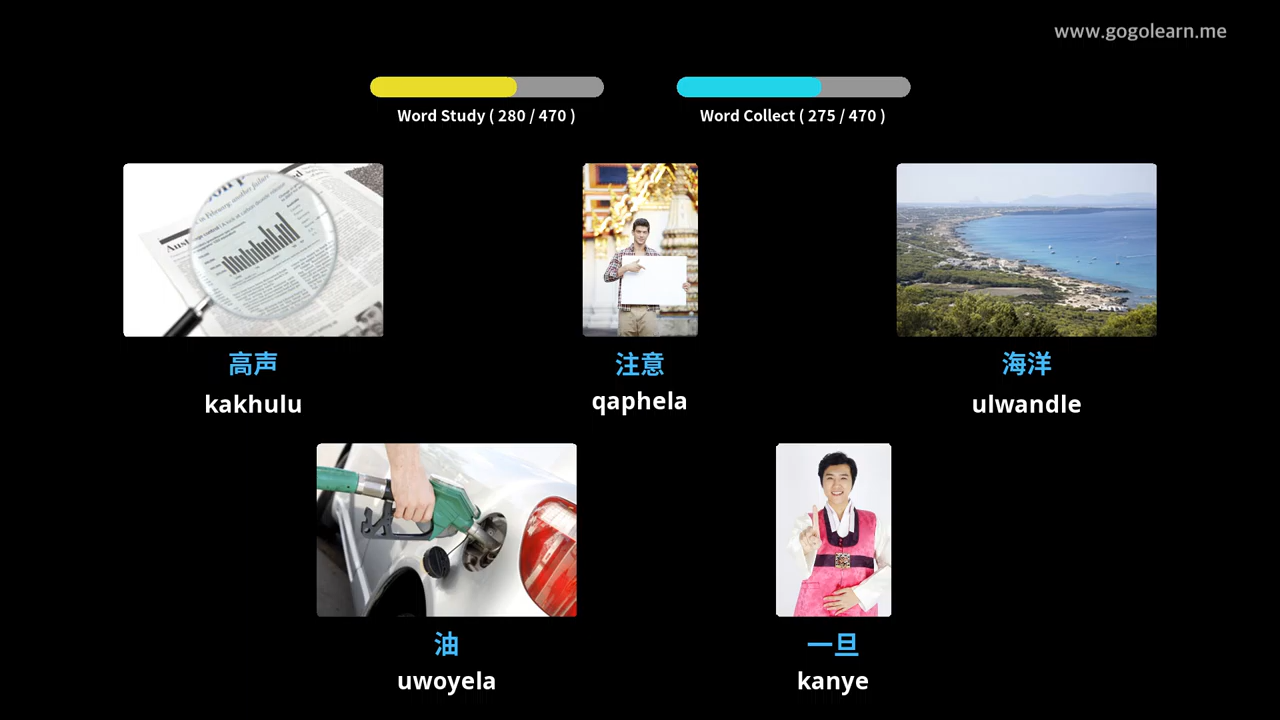 www.gogolearn.me
Word Study ( 280 / 470 )
Word Collect ( 275 / 470 )
高声
kakhulu
注意
qaphela
海洋
ulwandle
油
uwoyela
一旦
kanye